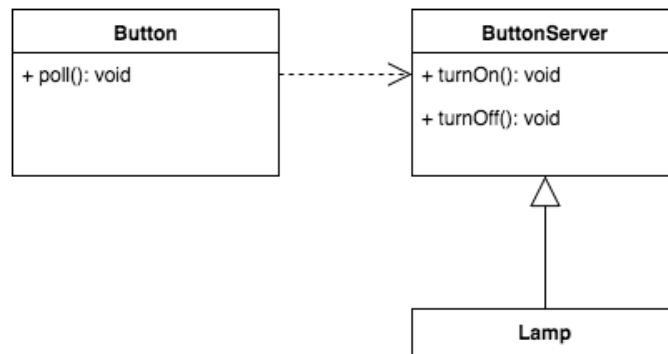 Button
+ poll(): void
ButtonServer
+ turnOn(): void
+ turnOff(): void
Lamp